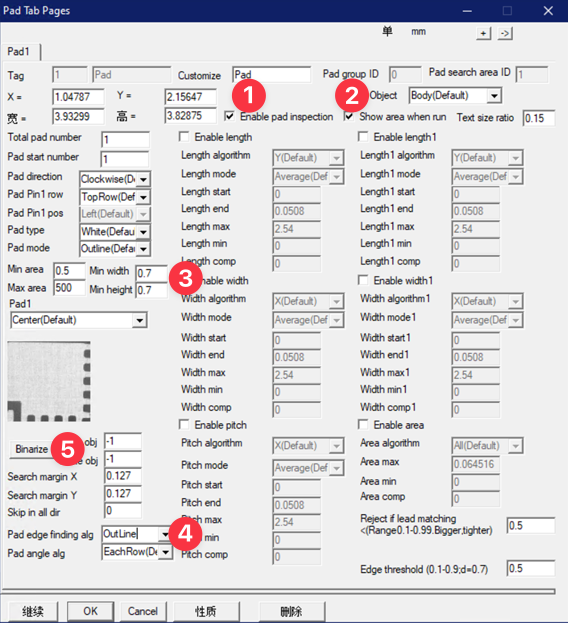 Pad Tab Pages
单 mm + ->
Pad1
Tag 1 Pad Customize Pad Pad group ID 0 Pad search area ID 1
X = 1.04787 Y = 2.15647 1 2 Object Body(Default)
宽 = 3.93299 高 = 3.82875 Enable pad inspection Show area when run Text size ratio 0.15
Total pad number 1 Enable length Enable length1
Pad start number 1 Length algorithm Y(Default) Length1 algorithm Y(Default)
Pad direction Clockwise(De Length mode Average(Def Length1 mode Average(Def
Pad Pin1 row TopRow(De Length start 0 Length1 start 0
Pad Pin1 pos Left(Default) Length end 0.0508 Length1 end 0.0508
Pad type White(Defau Length max 2.54 Length1 max 2.54
Pad mode Outline(Defau Length min 0 Length1 min 0
Length comp 0 Length1 comp 0
Min area 0.5 Min width 0.7 3 Enable width Enable width1
Max area 500 Min height 0.7 Width algorithm X(Default) Width algorithm1 X(Default)
Pad1
Center(Default) Width mode Average(Def Width mode1 Average(Def
Width start 0 Width start1 0
Width end 0.0508 Width end1 0.0508
Width max 2.54 Width max1 2.54
Width min 0 Width min1 0
Width comp 0 Width comp1 0
Enable pitch Enable area
Binarize 5 obj -1 Pitch algorithm X(Default) Area algorithm All(Default)
obj -1 Pitch mode Average(Def Area max 0.064516
Search margin X 0.127 Pitch start 0 Area min 0
Search margin Y 0.127 Pitch end 0.0508 Area comp 0
Skip in all dir 0 Pitch max 2.54 Reject if lead matching
<(Range0.1-0.99.Bigger,tighter) 0.5
Pad edge finding alg OutLine 4 min 0
Pad angle alg EachRow(De Pitch comp 0
Edge threshold (0.1-0.9;d=0.7) 0.5
继续 OK Cancel 性质 删除